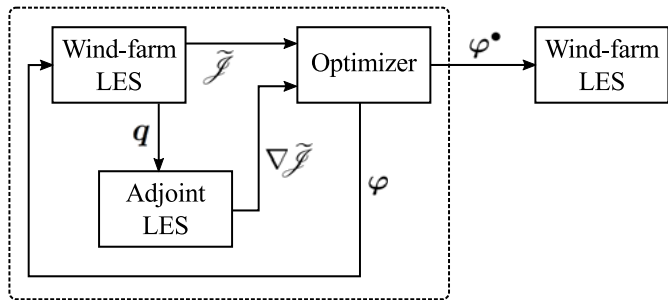 Wind-farm
LES
𝒥̃
Optimizer
φ•
Wind-farm
LES
q
∇𝒥̃
φ
Adjoint
LES